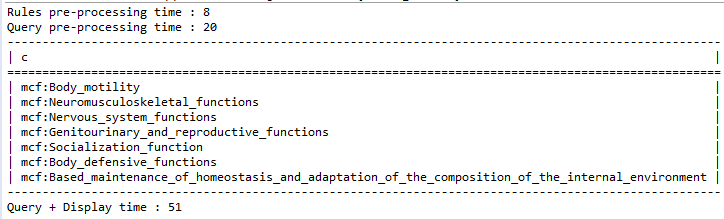 Rules pre-processing time : 8
Query pre-processing time : 20
--------------------------------------------------------------------------------------------------------
| c                                                                                                    |
========================================================================================================
| mcf:Body_motility                                                                                    |
| mcf:Neuromusculoskeletal_functions                                                                   |
| mcf:Nervous_system_functions                                                                         |
| mcf:Genitourinary_and_reproductive_functions                                                         |
| mcf:Socialization_function                                                                           |
| mcf:Body_defensive_functions                                                                         |
| mcf:Based_maintenance_of_homeostasis_and_adaptation_of_the_composition_of_the_internal_environment |
--------------------------------------------------------------------------------------------------------
Query + Display time : 51